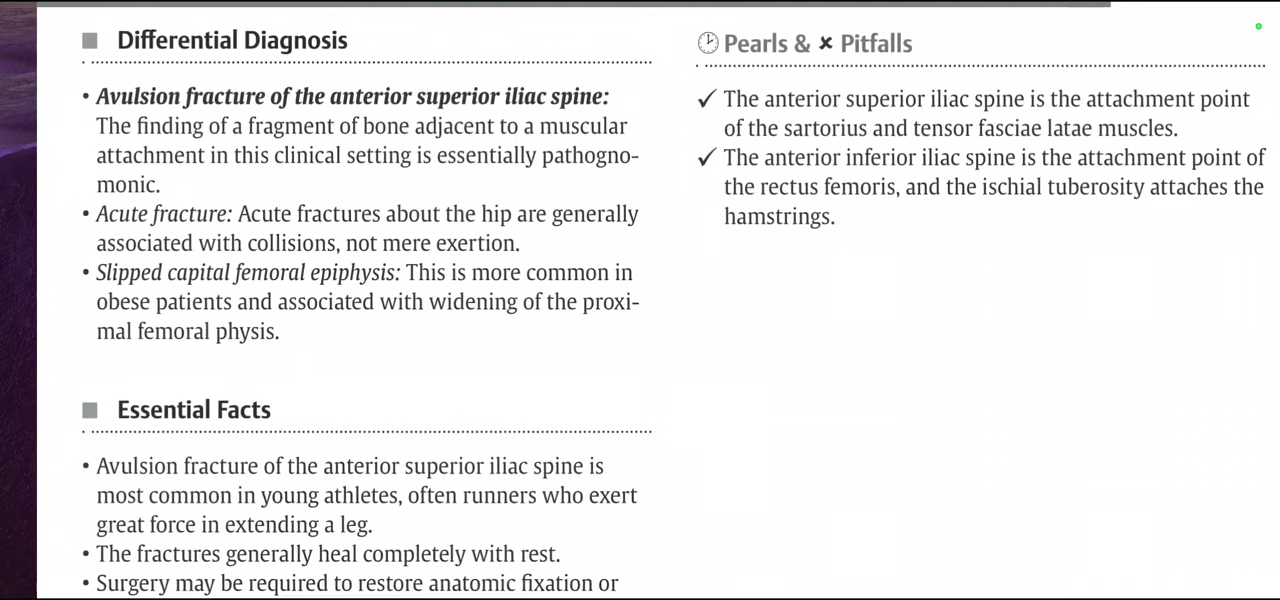 Differential Diagnosis
• Avulsion fracture of the anterior superior iliac spine:
The finding of a fragment of bone adjacent to a muscular
attachment in this clinical setting is essentially pathogno-
monic.
• Acute fracture: Acute fractures about the hip are generally
associated with collisions, not mere exertion.
• Slipped capital femoral epiphysis: This is more common in
obese patients and associated with widening of the proxi-
mal femoral physis.
Essential Facts
• Avulsion fracture of the anterior superior iliac spine is
most common in young athletes, often runners who exert
great force in extending a leg.
• The fractures generally heal completely with rest.
• Surgery may be required to restore anatomic fixation or
Pearls & ✗ Pitfalls
✓ The anterior superior iliac spine is the attachment point
of the sartorius and tensor fasciae latae muscles.
✓ The anterior inferior iliac spine is the attachment point of
the rectus femoris, and the ischial tuberosity attaches the
hamstrings.